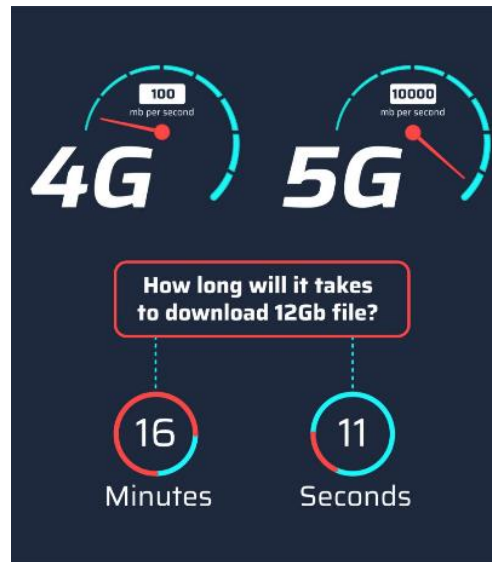 100
mb per second
4G
10000
mb per second
5G
How long will it takes
to download 12Gb file?
16
Minutes
11
Seconds